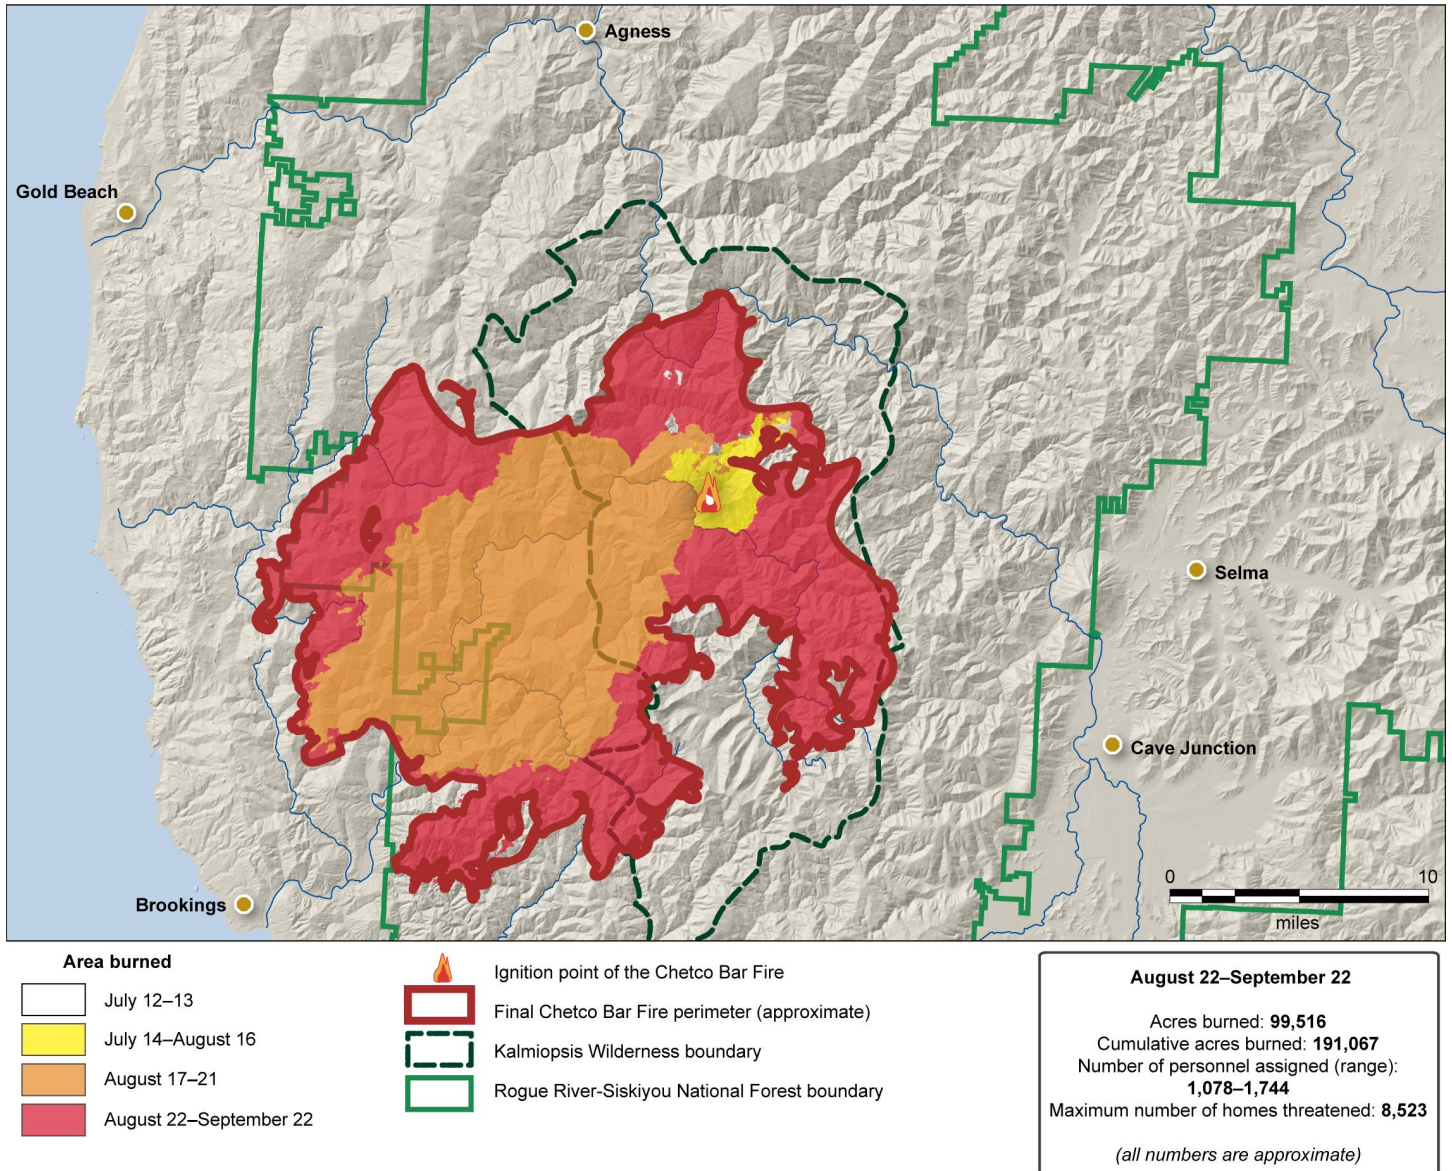 Agness
Gold Beach
Selma
Cave Junction
Brookings
0 10
miles
Area burned
July 12–13
July 14–August 16
August 17–21
August 22–September 22
Ignition point of the Chetco Bar Fire
Final Chetco Bar Fire perimeter (approximate)
Kalmiopsis Wilderness boundary
Rogue River-Siskiyou National Forest boundary
August 22–September 22
Acres burned: 99,516
Cumulative acres burned: 191,067
Number of personnel assigned (range):
1,078–1,744
Maximum number of homes threatened: 8,523
(all numbers are approximate)